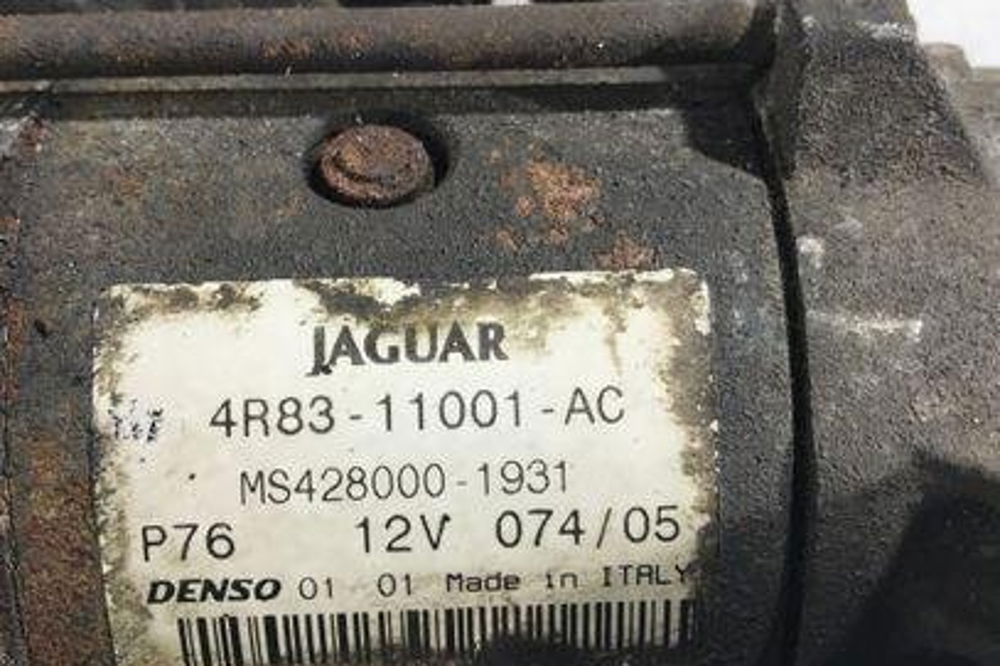 JAGUAR
4R83-11001-AC
MS428000-1931
P76 12V 074/05
DENSO 01 01 Made in ITALY